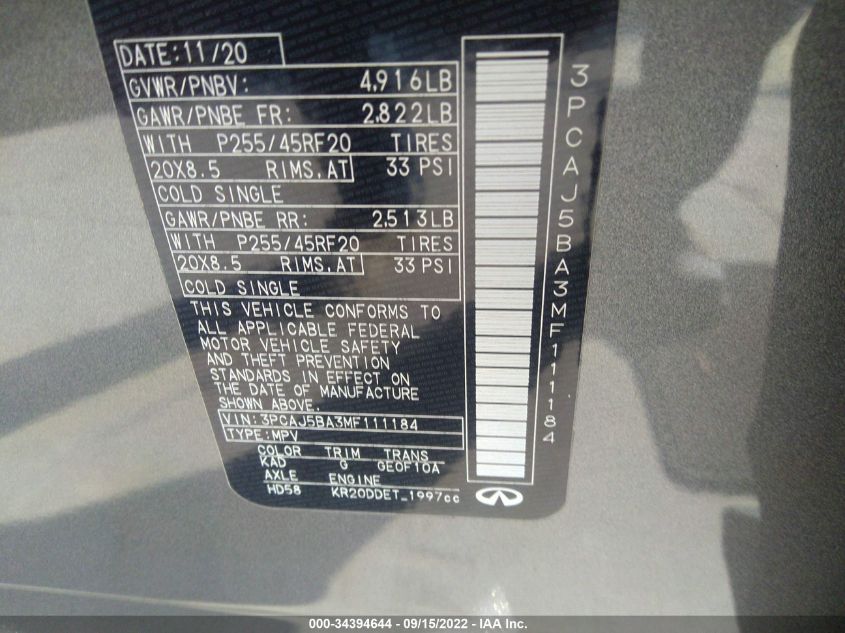 DATE:11/20
GVWR/PNBV: 4,916LB
GAWR/PNBE FR: 2,822LB
WITH P255/45RF20 TIRES
20X8.5 RIMS,AT 33 PSI
COLD SINGLE
GAWR/PNBE RR: 2,513LB
WITH P255/45RF20 TIRES
20X8.5 RIMS,AT 33 PSI
COLD SINGLE
THIS VEHICLE CONFORMS TO
ALL APPLICABLE FEDERAL
MOTOR VEHICLE SAFETY
AND THEFT PREVENTION
STANDARDS IN EFFECT ON
THE DATE OF MANUFACTURE
SHOWN ABOVE.
VIN:3PCAJ5BA3MF111184
TYPE:MPV
COLOR TRIM TRANS
KAD G GE0F10A
AXLE ENGINE
HD58 KR20DDET_1997cc
3PCAJ5BA3MF111184
000-34394644 - 09/15/2022 - IAA Inc.